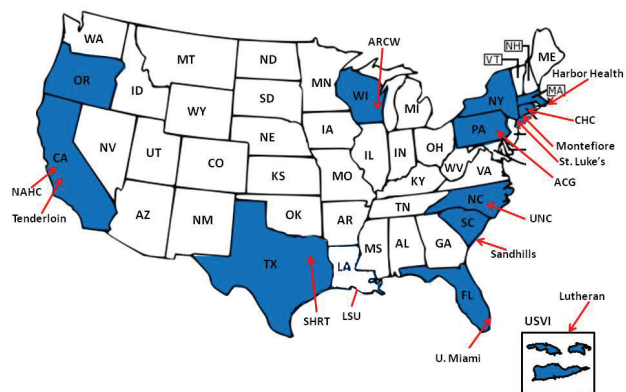 ARCW
NH
VT
ME
WA
MT
ND
MN
Harbor Health
OR
ID
SD
WI
MI
NY
MA
CHC
WY
Montefiore
IA
PA
St. Luke's
NE
NV
UT
CO
IL
IN
OH
WV
VA
ACG
CA
KS
MO
KY
NAHC
Tenderloin
AZ
NM
OK
AR
TN
NC
UNC
SC
TX
LA
MS
AL
GA
Sandhills
SHRT
LSU
FL
U. Miami
Lutheran
USVI